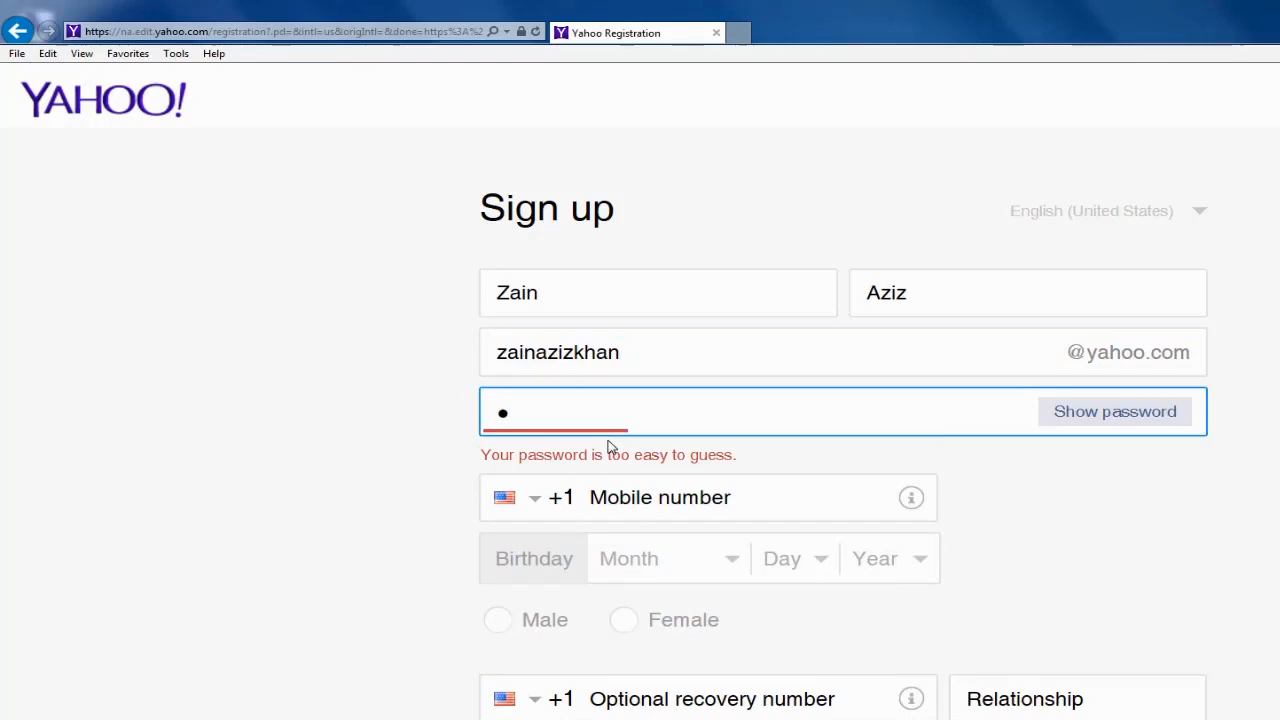 https://na.edit.yahoo.com/registration?.pd=&intl=us&origIntl=&done=https%3A%2
Yahoo Registration
File Edit View Favorites Tools Help
YAHOO!
Sign up
English (United States)
Zain
Aziz
zainazizkhan
@yahoo.com
Show password
Your password is too easy to guess.
+1 Mobile number
Birthday Month Day Year
Male Female
+1 Optional recovery number
Relationship